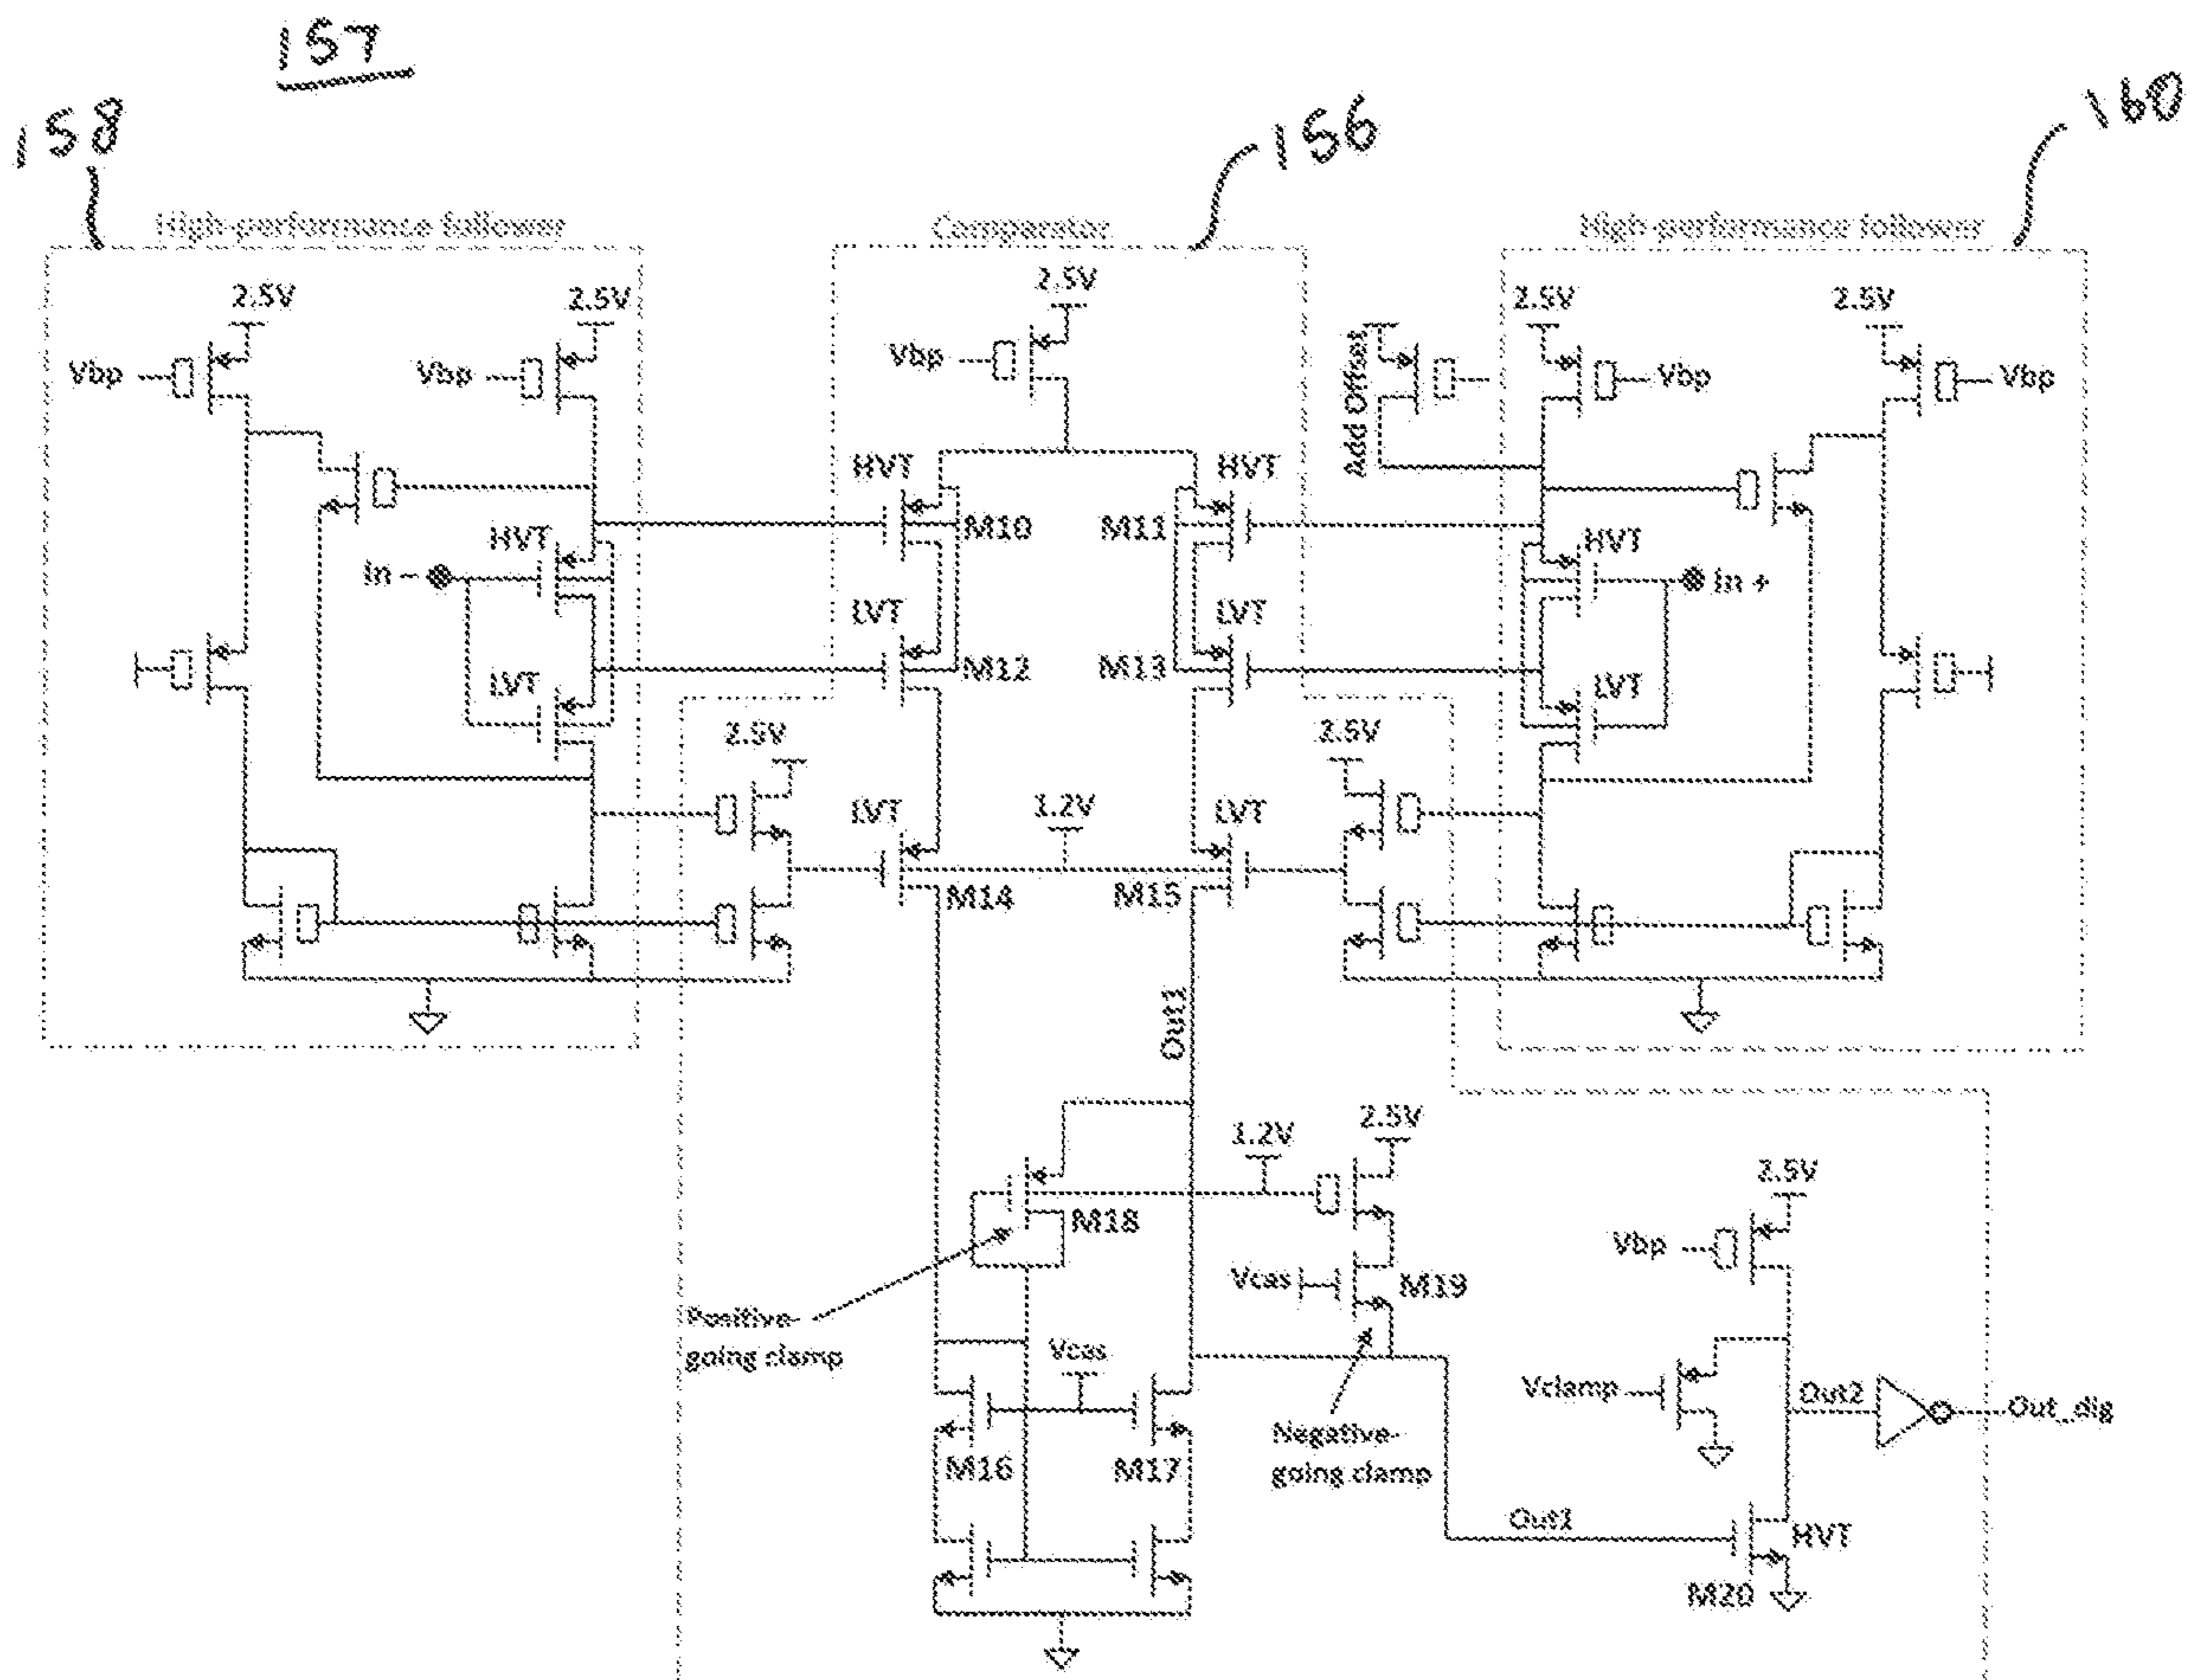 157
158
156
160
High-performance follower
Comparator
High-performance follower
2.5V
2.5V
2.5V
2.5V
2.5V
Vbp
Vbp
Vbp
Add Offset
Vbp
Vbp
HVT
HVT
M10
M11
HVT
In -
HVT
In +
LVT
LVT
M12
M13
LVT
LVT
2.5V
2.5V
LVT
1.2V
LVT
M14
M15
Out1
2.5V
1.2V
2.5V
M18
Vbp
Vcas
M19
Positive-
going clamp
Vcas
Vclamp
Out2
Out_dig
Negative-
going clamp
M16
M17
Out1
HVT
M20